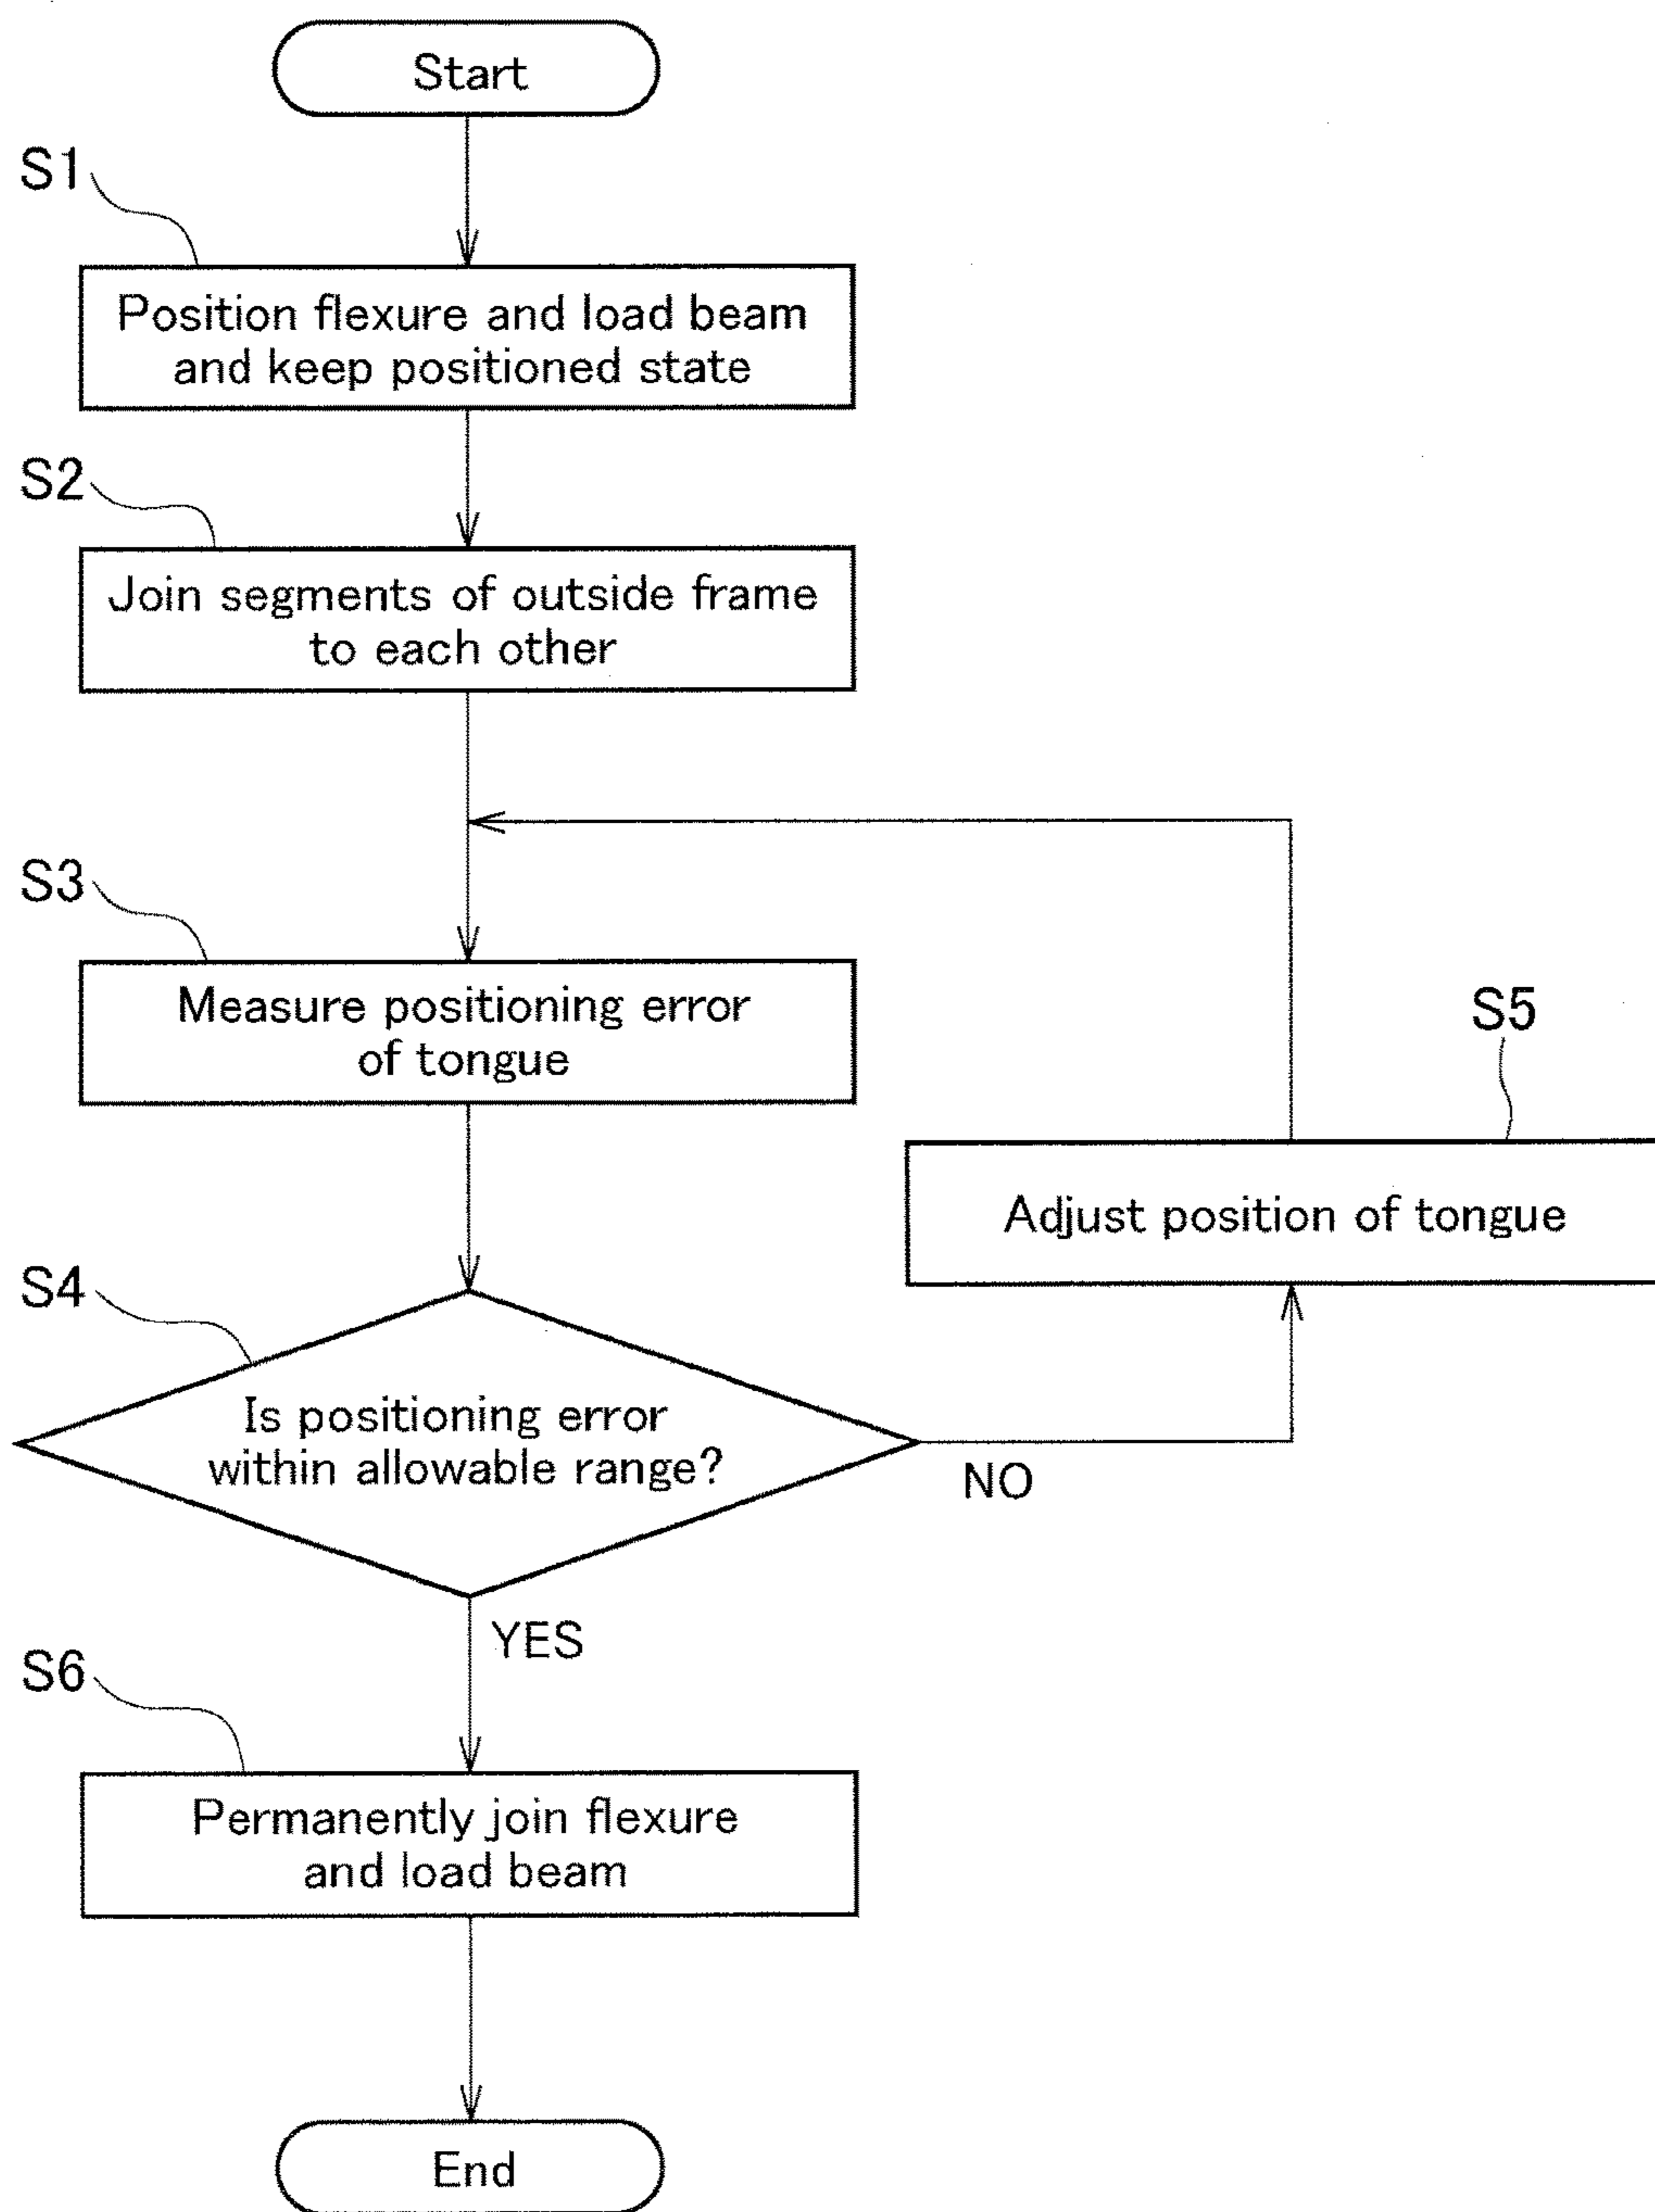 Start
S1
Position flexure and load beam
and keep positioned state
S2
Join segments of outside frame
to each other
S3
Measure positioning error
of tongue
S5
Adjust position of tongue
S4
Is positioning error
within allowable range?
NO
YES
S6
Permanently join flexure
and load beam
End